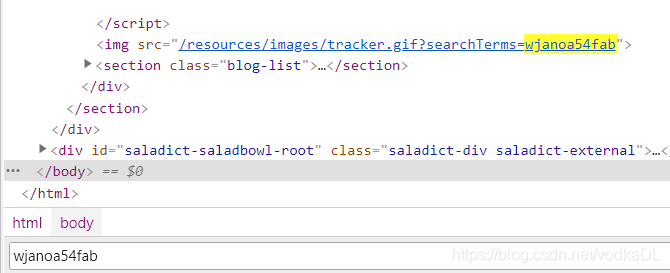 </script>
<img src="/resources/images/tracker.gif?searchTerms=wjanoa54fab">
▶<section class="blog-list">…</section>
</div>
</section>
</div>
▶<div id="saladict-saladbowl-root" class="saladict-div saladict-external">…</
… </body> == $0
</html>
html body
wjanoa54fab
https://blog.csdn.net/vodkaDL